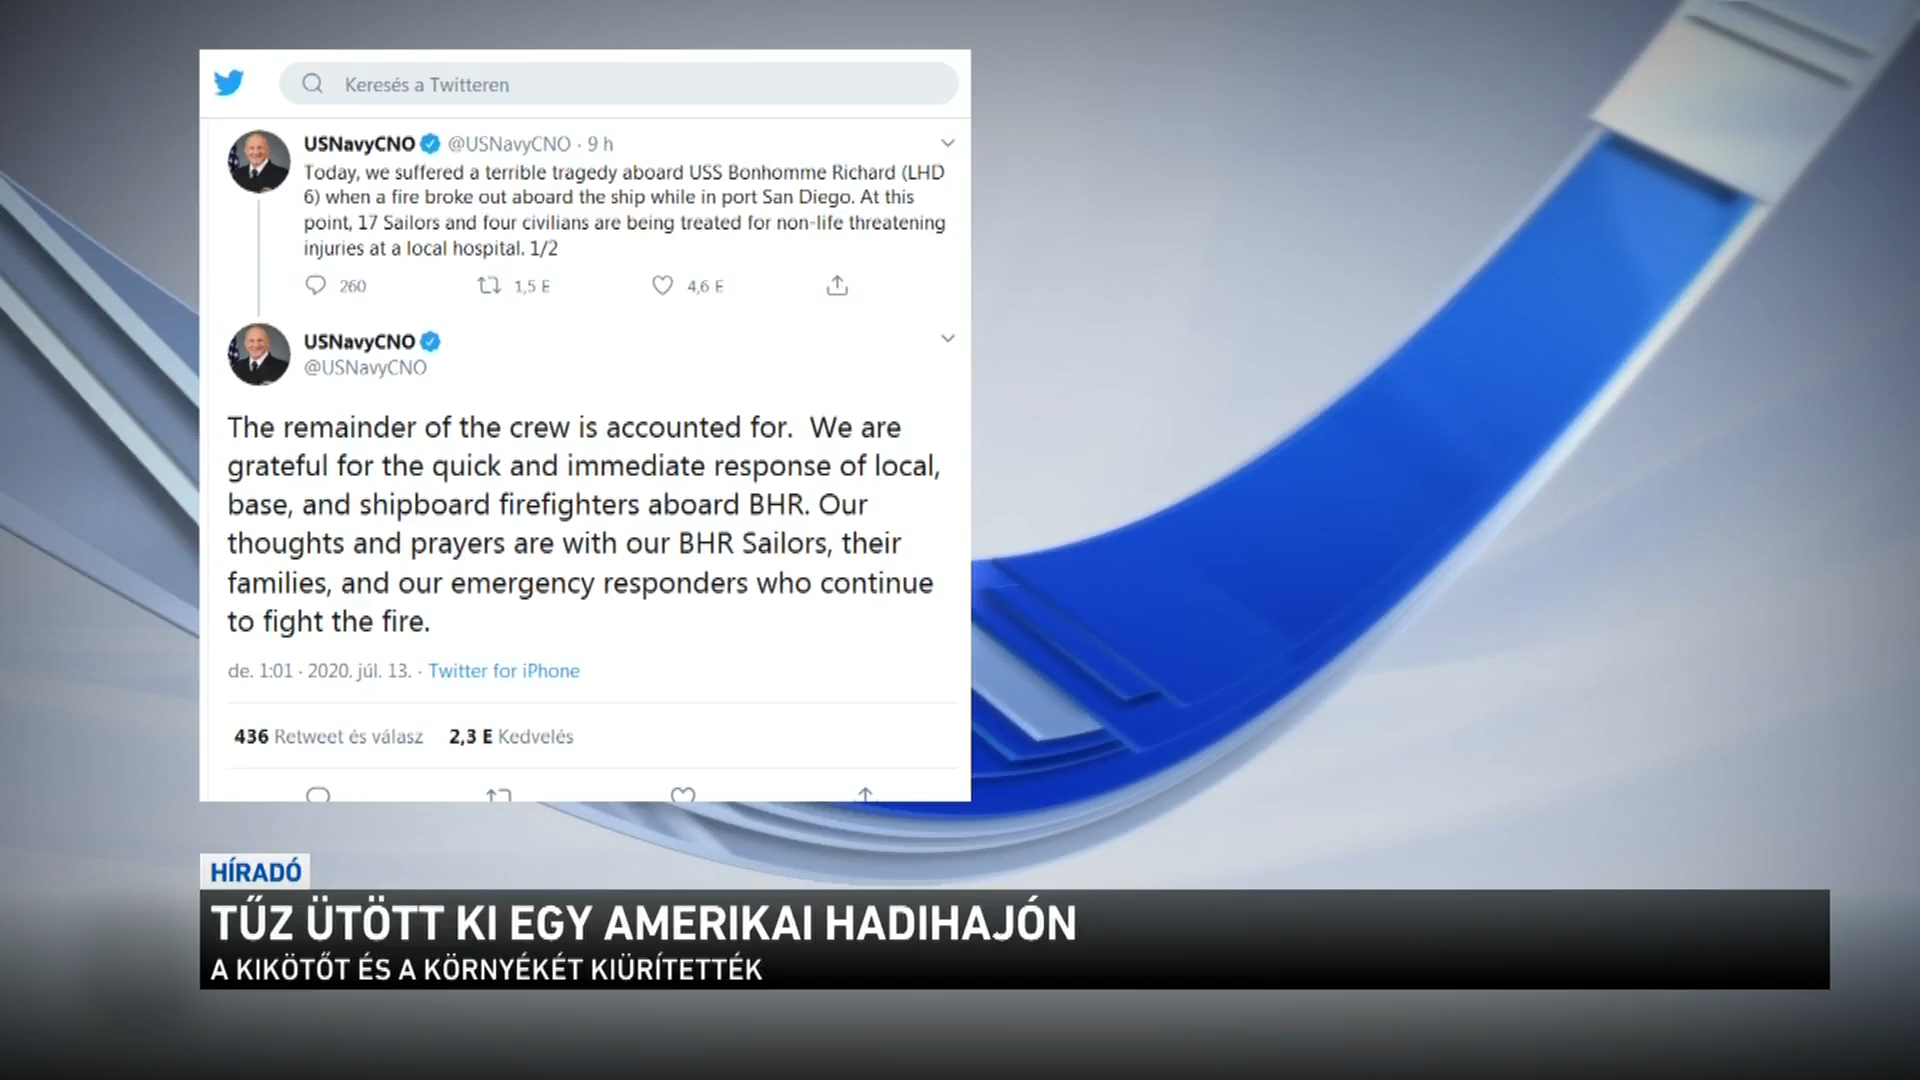 Keresés a Twitteren
USNavyCNO @USNavyCNO · 9 h
Today, we suffered a terrible tragedy aboard USS Bonhomme Richard (LHD
6) when a fire broke out aboard the ship while in port San Diego. At this
point, 17 Sailors and four civilians are being treated for non-life threatening
injuries at a local hospital. 1/2
260 1,5 E 4,6 E
USNavyCNO
@USNavyCNO
The remainder of the crew is accounted for. We are
grateful for the quick and immediate response of local,
base, and shipboard firefighters aboard BHR. Our
thoughts and prayers are with our BHR Sailors, their
families, and our emergency responders who continue
to fight the fire.
de. 1:01 · 2020. júl. 13. · Twitter for iPhone
436 Retweet és válasz 2,3 E Kedvelés
HÍRADÓ
TŰZ ÜTÖTT KI EGY AMERIKAI HADIHAJÓN
A KIKÖTŐT ÉS A KÖRNYÉKÉT KIÜRÍTETTÉK